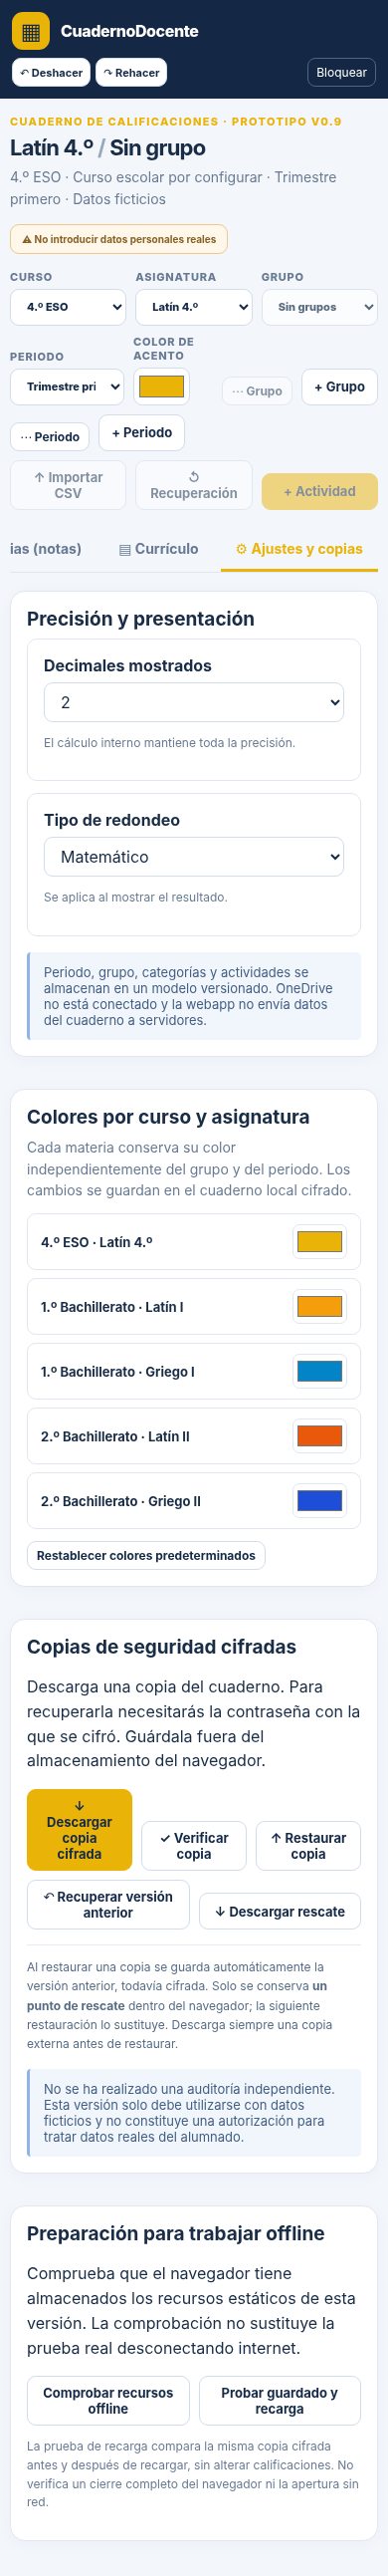 CuadernoDocente
↶ Deshacer
↷ Rehacer
Bloquear
CUADERNO DE CALIFICACIONES · PROTOTIPO V0.9
Latín 4.º / Sin grupo
4.º ESO · Curso escolar por configurar · Trimestre
primero · Datos ficticios
⚠ No introducir datos personales reales
CURSO
ASIGNATURA
GRUPO
4.º ESO
Latín 4.º
Sin grupos
PERIODO
COLOR DE
ACENTO
Trimestre pri
··· Grupo
+ Grupo
··· Periodo
+ Periodo
↑ Importar
CSV
↺
Recuperación
+ Actividad
ias (notas)
▤ Currículo
⚙ Ajustes y copias
Precisión y presentación
Decimales mostrados
2
El cálculo interno mantiene toda la precisión.
Tipo de redondeo
Matemático
Se aplica al mostrar el resultado.
Periodo, grupo, categorías y actividades se
almacenan en un modelo versionado. OneDrive
no está conectado y la webapp no envía datos
del cuaderno a servidores.
Colores por curso y asignatura
Cada materia conserva su color
independientemente del grupo y del periodo. Los
cambios se guardan en el cuaderno local cifrado.
4.º ESO · Latín 4.º
1.º Bachillerato · Latín I
1.º Bachillerato · Griego I
2.º Bachillerato · Latín II
2.º Bachillerato · Griego II
Restablecer colores predeterminados
Copias de seguridad cifradas
Descarga una copia del cuaderno. Para
recuperarla necesitarás la contraseña con la
que se cifró. Guárdala fuera del
almacenamiento del navegador.
↓
Descargar
copia
cifrada
✓ Verificar
copia
↑ Restaurar
copia
↶ Recuperar versión
anterior
↓ Descargar rescate
Al restaurar una copia se guarda automáticamente la
versión anterior, todavía cifrada. Solo se conserva un
punto de rescate dentro del navegador; la siguiente
restauración lo sustituye. Descarga siempre una copia
externa antes de restaurar.
No se ha realizado una auditoría independiente.
Esta versión solo debe utilizarse con datos
ficticios y no constituye una autorización para
tratar datos reales del alumnado.
Preparación para trabajar offline
Comprueba que el navegador tiene
almacenados los recursos estáticos de esta
versión. La comprobación no sustituye la
prueba real desconectando internet.
Comprobar recursos
offline
Probar guardado y
recarga
La prueba de recarga compara la misma copia cifrada
antes y después de recargar, sin alterar calificaciones. No
verifica un cierre completo del navegador ni la apertura sin
red.